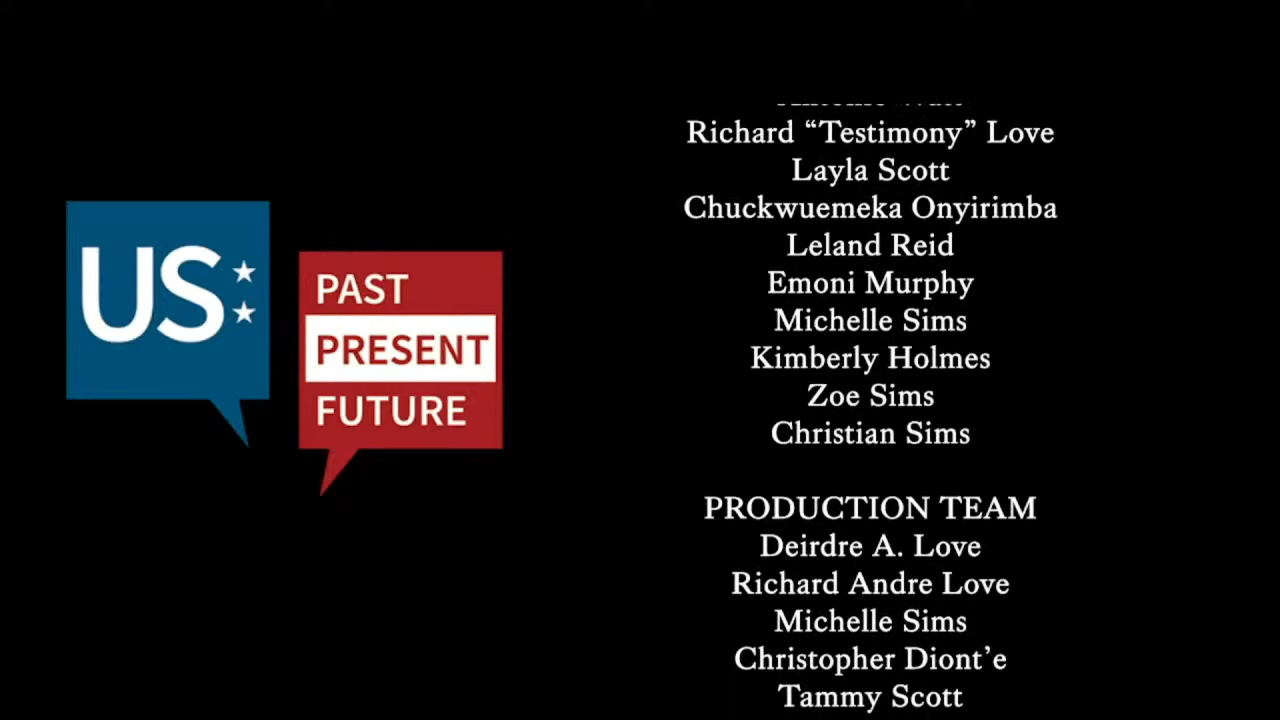 US:
PAST
PRESENT
FUTURE
Richard “Testimony” Love
Layla Scott
Chuckwuemeka Onyirimba
Leland Reid
Emoni Murphy
Michelle Sims
Kimberly Holmes
Zoe Sims
Christian Sims
PRODUCTION TEAM
Deirdre A. Love
Richard Andre Love
Michelle Sims
Christopher Diont’e
Tammy Scott